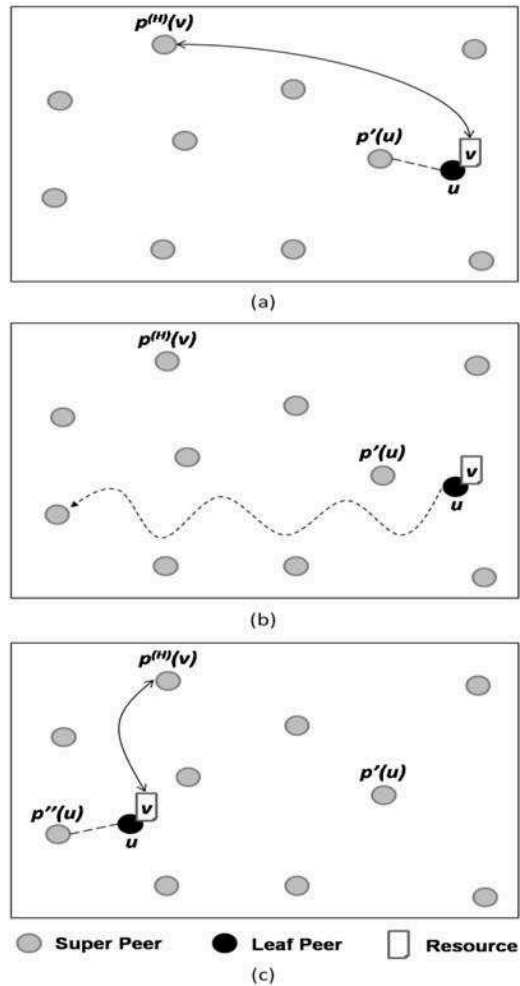 p(H)(v)
p'(u)
v
u
(a)
p(H)(v)
p'(u)
v
u
(b)
p(H)(v)
p'(u)
v
p''(u)
u
Super Peer Leaf Peer Resource
(c)